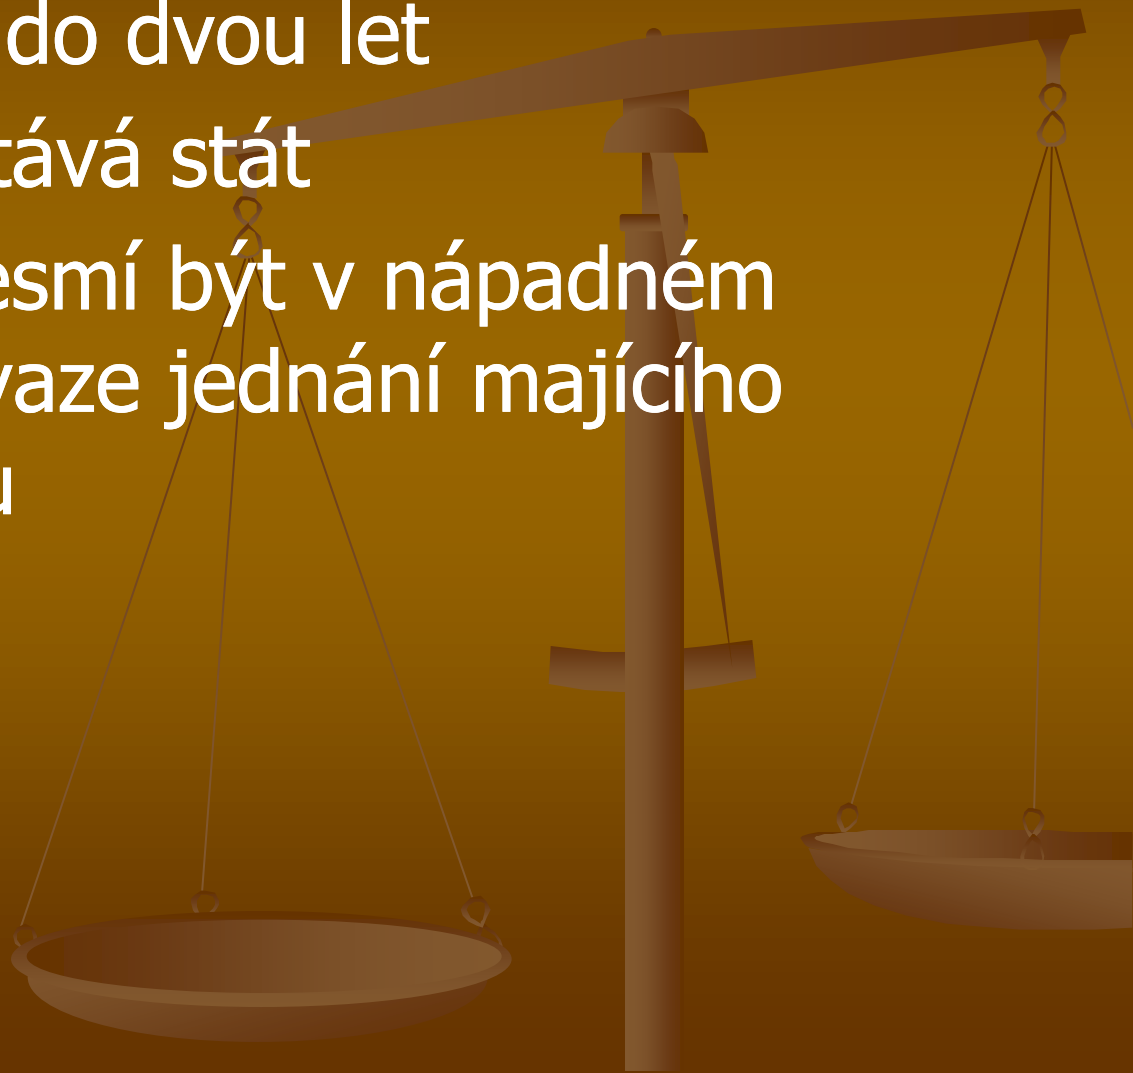 do dvou let
tává stát
esmí být v nápadném
vaze jednání majícího
u